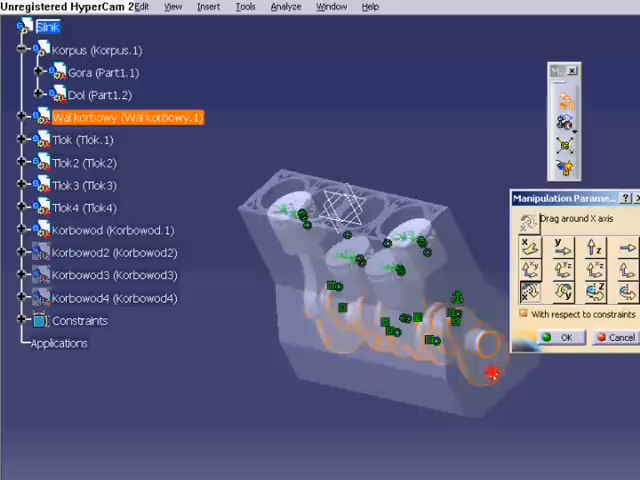 Unregistered HyperCam 2
Edit View Insert Tools Analyze Window Help
Silnik
Korpus (Korpus.1)
Gora (Part1.1)
Dol (Part1.2)
Wal korbowy (Wal korbowy.1)
Tlok (Tlok.1)
Tlok2 (Tlok2)
Tlok3 (Tlok3)
Tlok4 (Tlok4)
Korbowod (Korbowod.1)
Korbowod2 (Korbowod2)
Korbowod3 (Korbowod3)
Korbowod4 (Korbowod4)
Constraints
Applications
Manipulation Parame...
Drag around X axis
With respect to constraints
OK Cancel